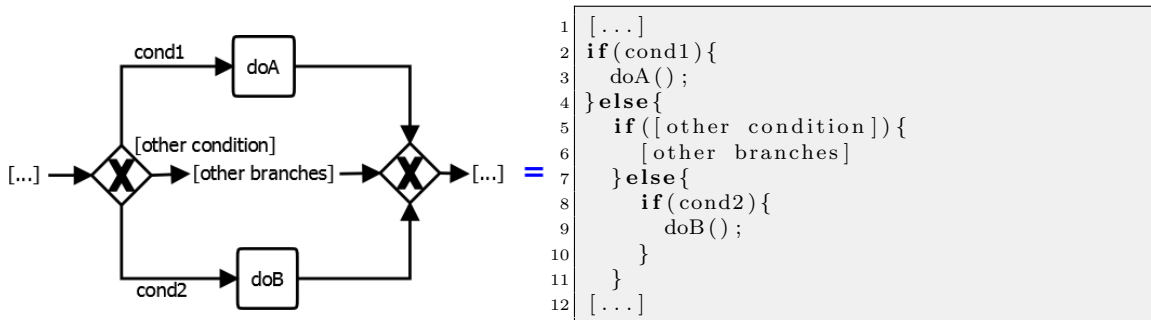 cond1
doA
[other condition]
[...]
X
[other branches]
X
[...]
cond2
doB
=
1 [...]
2 if(cond1){
3 doA();
4 }else{
5 if([other condition]){
6 [other branches]
7 }else{
8 if(cond2){
9 doB();
10 }
11 }
12 [...]